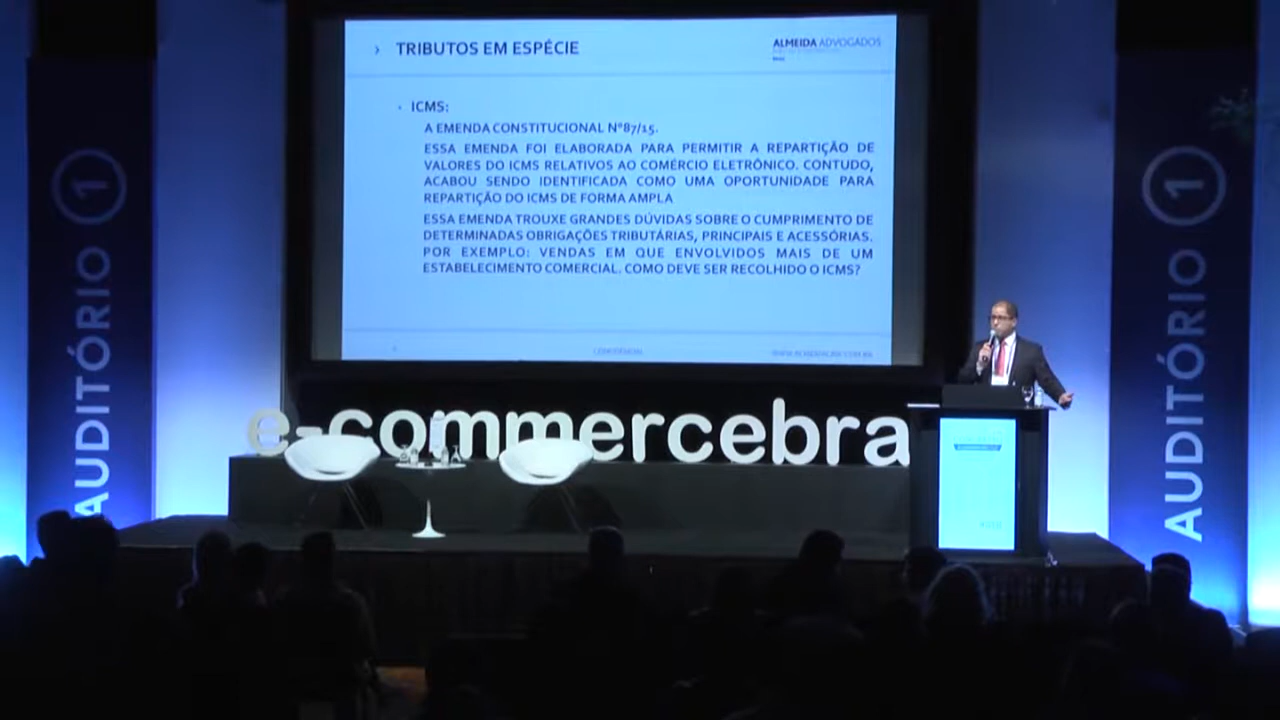 › TRIBUTOS EM ESPÉCIE
ALMEIDA ADVOGADOS
• ICMS:
A EMENDA CONSTITUCIONAL N°87/15.
ESSA EMENDA FOI ELABORADA PARA PERMITIR A REPARTIÇÃO DE
VALORES DO ICMS RELATIVOS AO COMÉRCIO ELETRÔNICO. CONTUDO,
ACABOU SENDO IDENTIFICADA COMO UMA OPORTUNIDADE PARA
REPARTIÇÃO DO ICMS DE FORMA AMPLA
ESSA EMENDA TROUXE GRANDES DÚVIDAS SOBRE O CUMPRIMENTO DE
DETERMINADAS OBRIGAÇÕES TRIBUTÁRIAS, PRINCIPAIS E ACESSÓRIAS.
POR EXEMPLO: VENDAS EM QUE ENVOLVIDOS MAIS DE UM
ESTABELECIMENTO COMERCIAL. COMO DEVE SER RECOLHIDO O ICMS?
AUDITÓRIO 1
e-commercebra
AUDITÓRIO 1